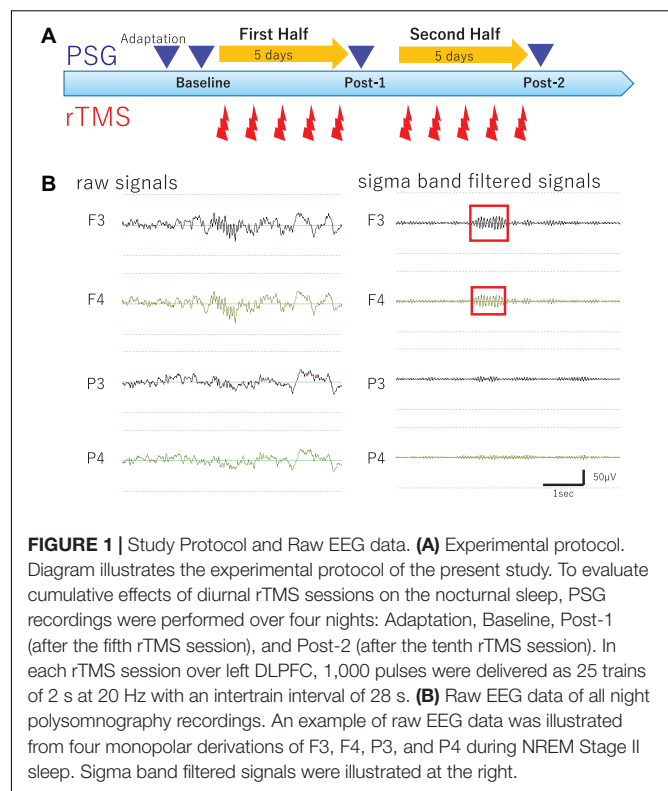 A
PSG
Adaptation
First Half
5 days
Second Half
5 days
Baseline
Post-1
Post-2
rTMS
B
raw signals
sigma band filtered signals
F3
F3
F4
F4
P3
P3
P4
P4
50μV
1sec
FIGURE 1 | Study Protocol and Raw EEG data. (A) Experimental protocol.
Diagram illustrates the experimental protocol of the present study. To evaluate
cumulative effects of diurnal rTMS sessions on the nocturnal sleep, PSG
recordings were performed over four nights: Adaptation, Baseline, Post-1
(after the fifth rTMS session), and Post-2 (after the tenth rTMS session). In
each rTMS session over left DLPFC, 1,000 pulses were delivered as 25 trains
of 2 s at 20 Hz with an intertrain interval of 28 s. (B) Raw EEG data of all night
polysomnography recordings. An example of raw EEG data was illustrated
from four monopolar derivations of F3, F4, P3, and P4 during NREM Stage II
sleep. Sigma band filtered signals were illustrated at the right.